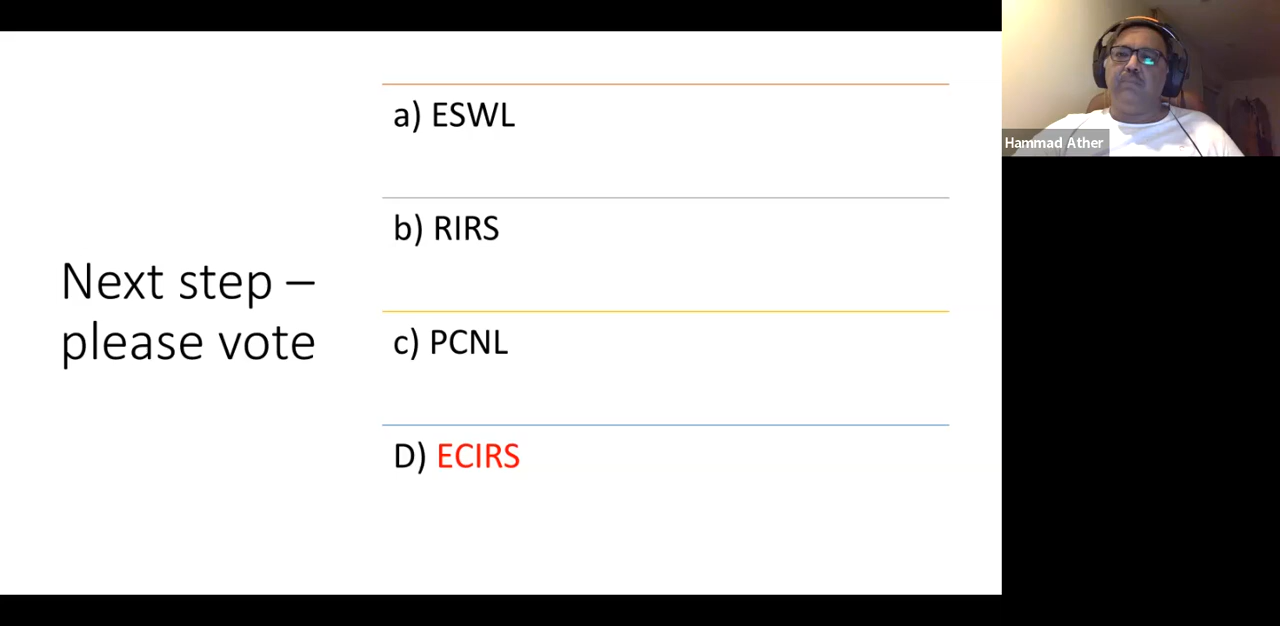 Next step –
please vote
a) ESWL
b) RIRS
c) PCNL
D) ECIRS
Hammad Ather